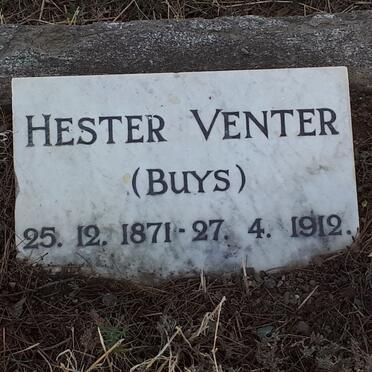 HESTER VENTER
(BUYS)
25. 12. 1871 - 27. 4. 1912.